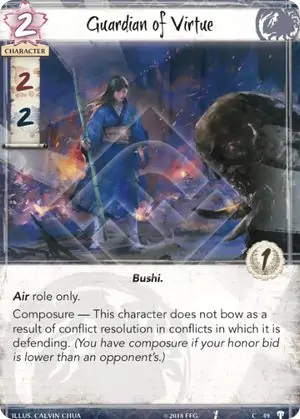 2
Guardian of Virtue
CHARACTER
2
2
Bushi.
1
Air role only.
Composure — This character does not bow as a
result of conflict resolution in conflicts in which it is
defending. (You have composure if your honor bid
is lower than an opponent's.)
ILLUS. CALVIN CHUA © 2018 FFG C 49